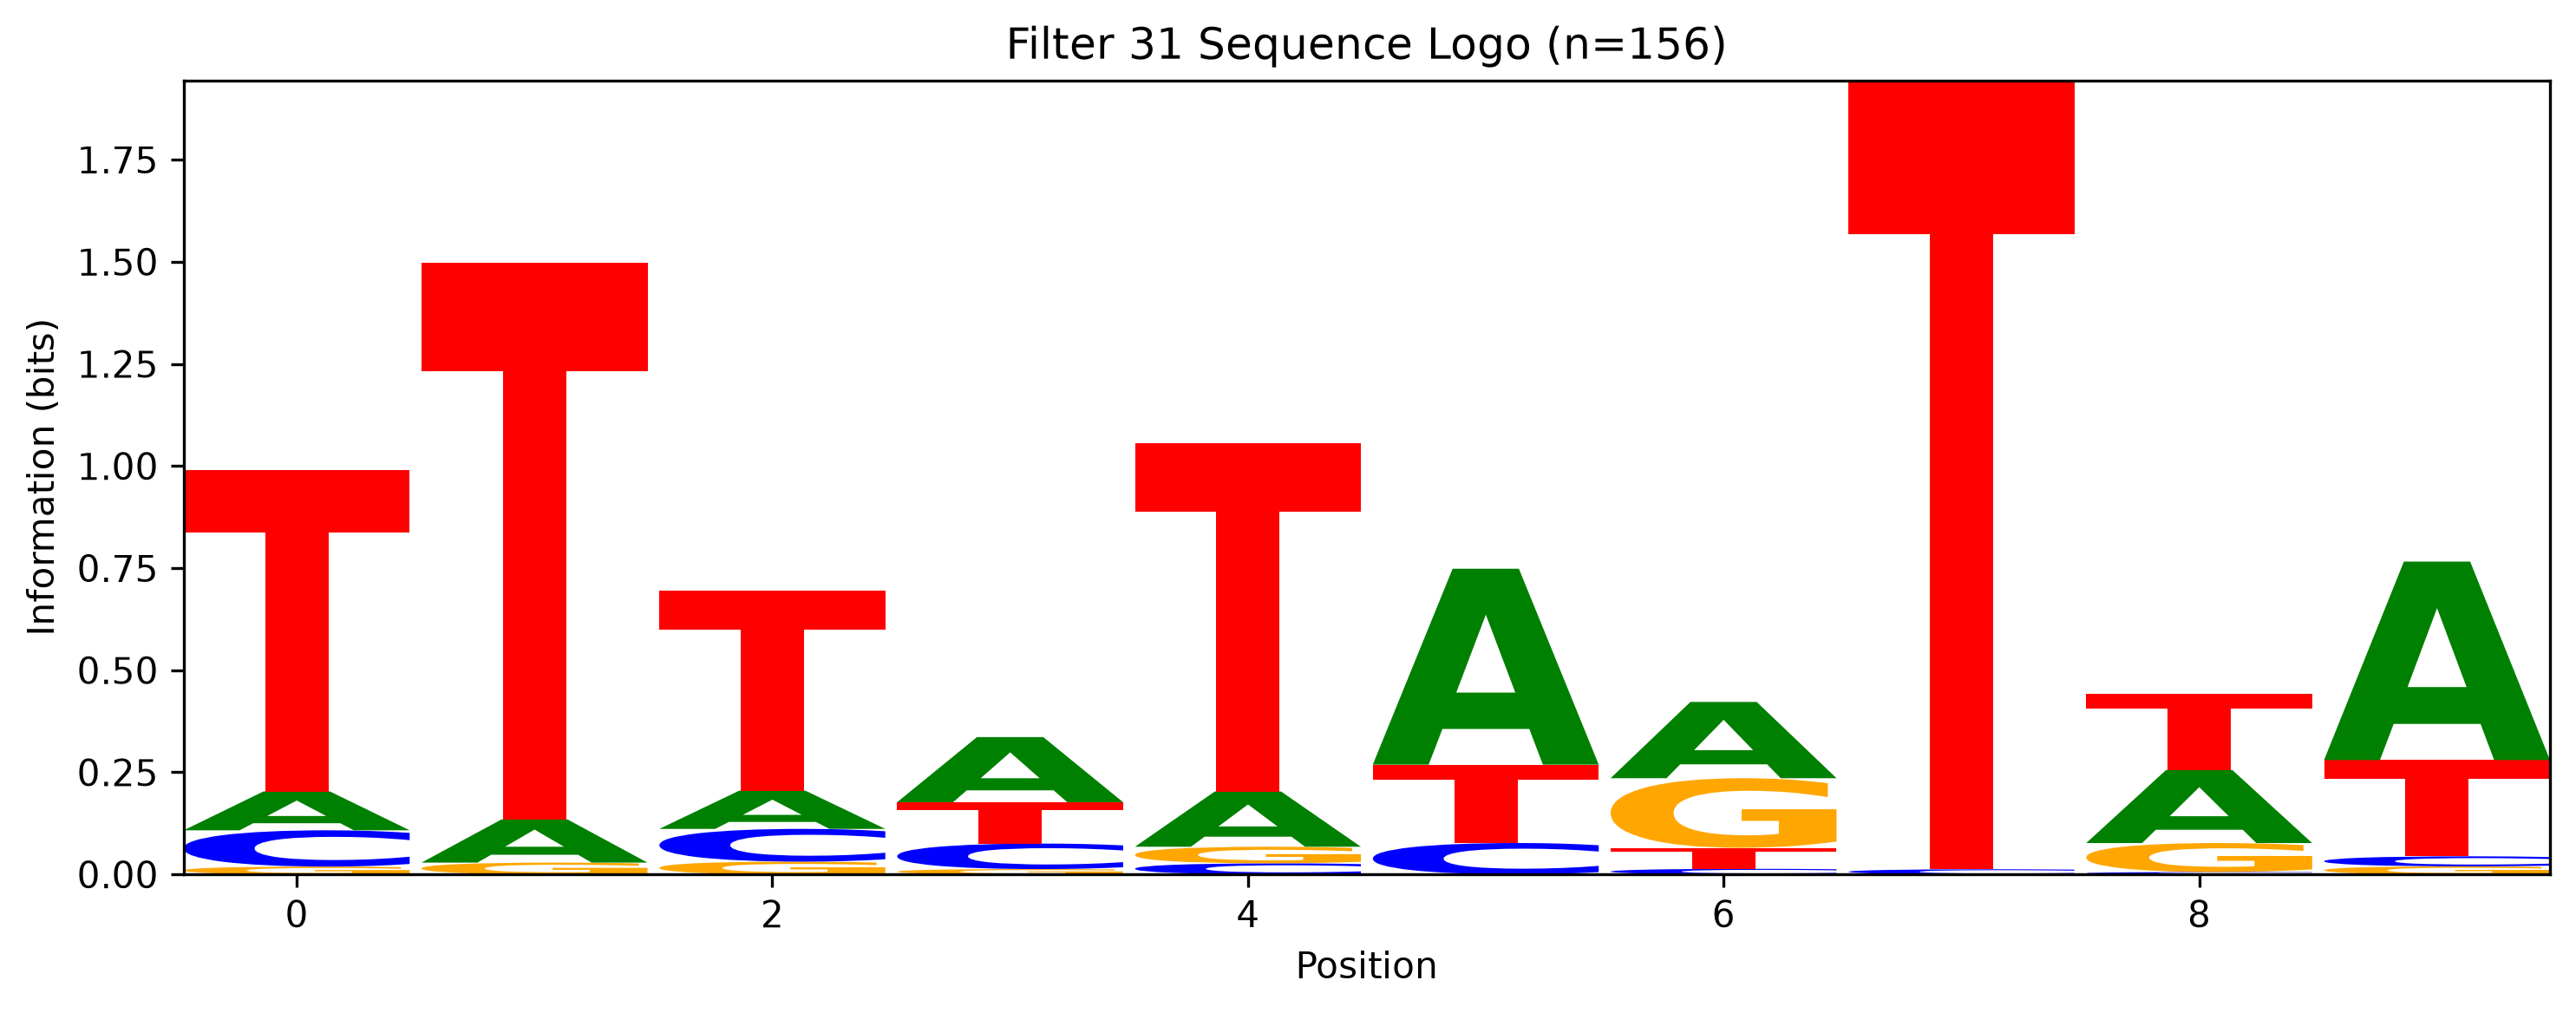 Filter 31 Sequence Logo (n=156)
Information (bits)
1.75
1.50
1.25
1.00
0.75
0.50
0.25
0.00
T A C G
T A G
T A C G
A T C G
T A G C
A T C
A G T C
T C
T A G C
A T C G
0 2 4 6 8
Position